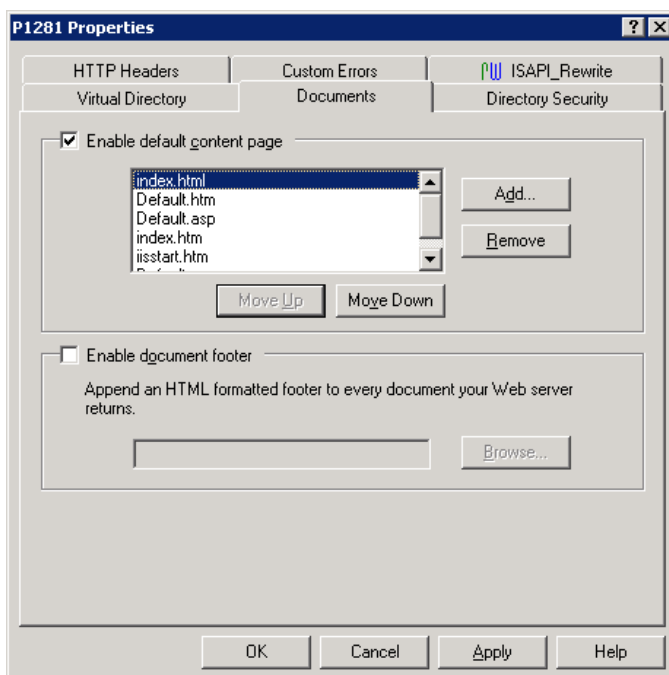 P1281 Properties
HTTP Headers
Custom Errors
ISAPI_Rewrite
Virtual Directory
Documents
Directory Security
Enable default content page
index.html
Default.htm
Default.asp
index.htm
iisstart.htm
Add...
Remove
Move Up
Move Down
Enable document footer
Append an HTML formatted footer to every document your Web server
returns.
Browse...
OK
Cancel
Apply
Help